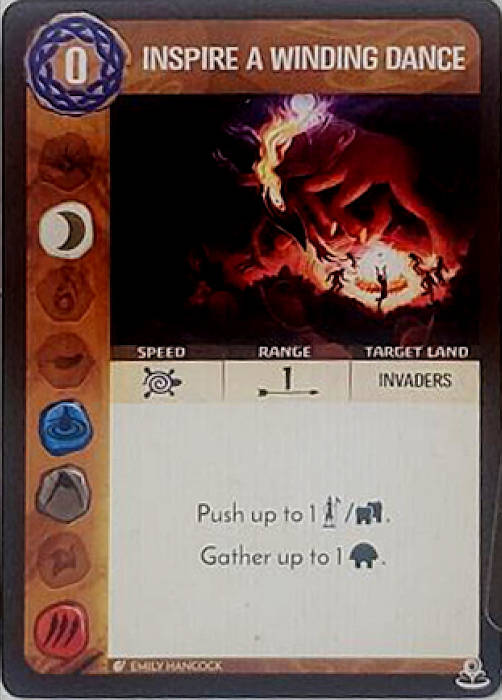 0
INSPIRE A WINDING DANCE
SPEED RANGE TARGET LAND
1 INVADERS
Push up to 1 / .
Gather up to 1 .
EMILY HANCOCK